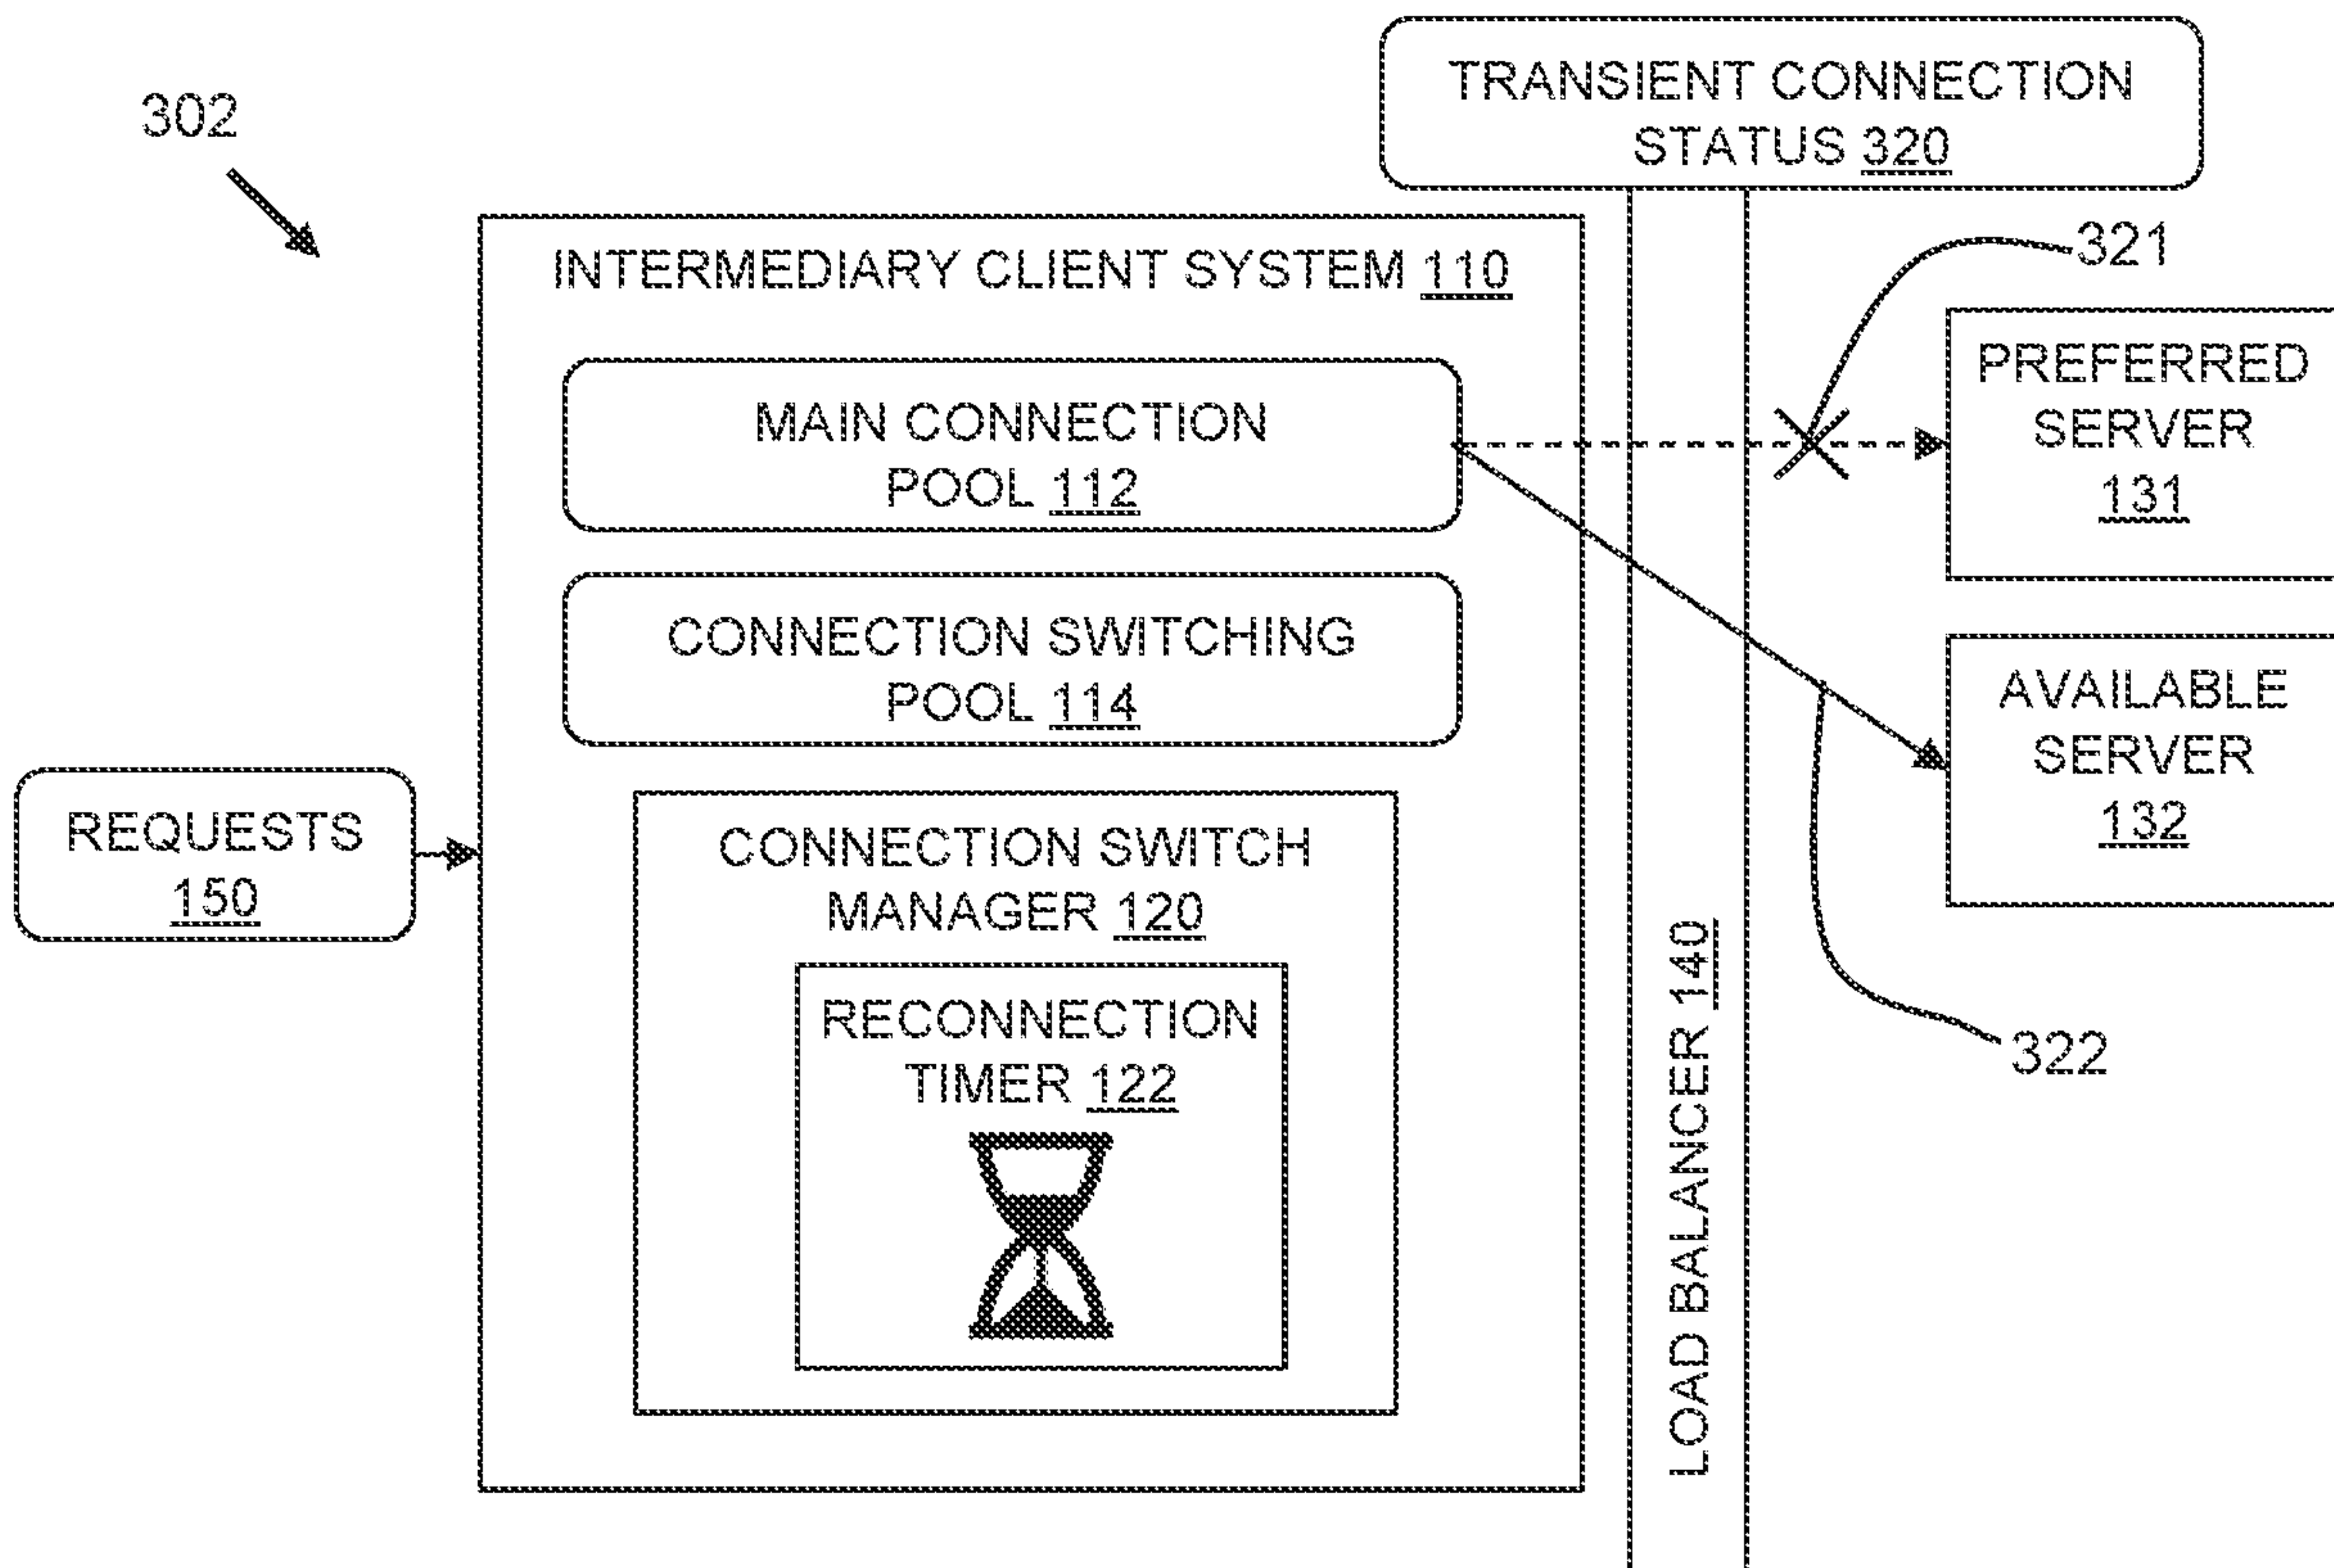 TRANSIENT CONNECTION
STATUS 320
302
INTERMEDIARY CLIENT SYSTEM 110
321
MAIN CONNECTION
POOL 112
PREFERRED
SERVER
131
CONNECTION SWITCHING
POOL 114
AVAILABLE
SERVER
132
REQUESTS
150
CONNECTION SWITCH
MANAGER 120
RECONNECTION
TIMER 122
LOAD BALANCER 140
322